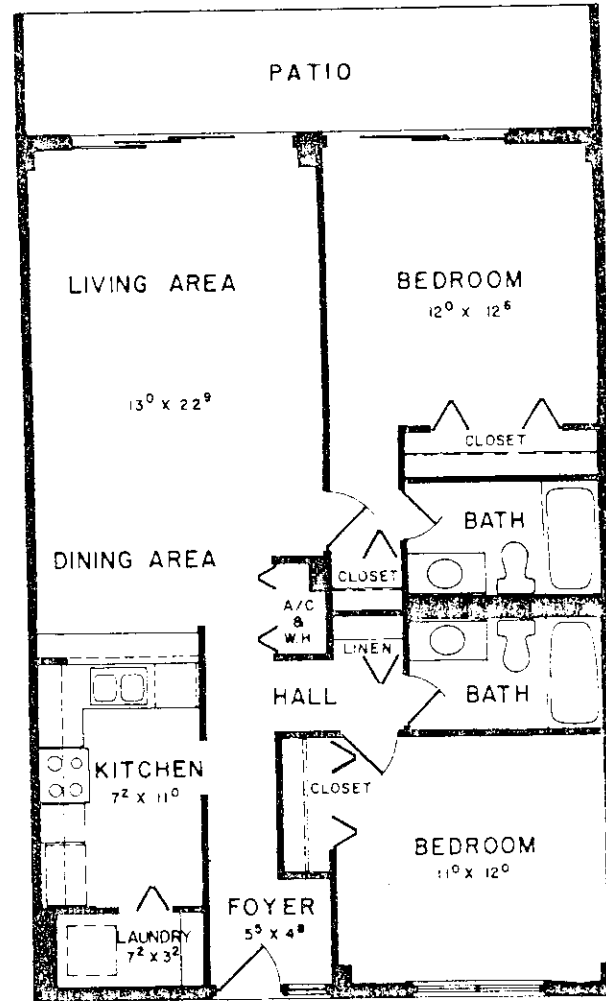 PATIO
LIVING AREA
13⁰ X 22⁹
BEDROOM
12⁰ X 12⁶
CLOSET
BATH
DINING AREA
CLOSET
A/C
&
W.H
LINEN
HALL
BATH
KITCHEN
7² X 11⁰
CLOSET
BEDROOM
11⁰ X 12⁰
FOYER
5⁵ X 4⁸
LAUNDRY
7² X 3²